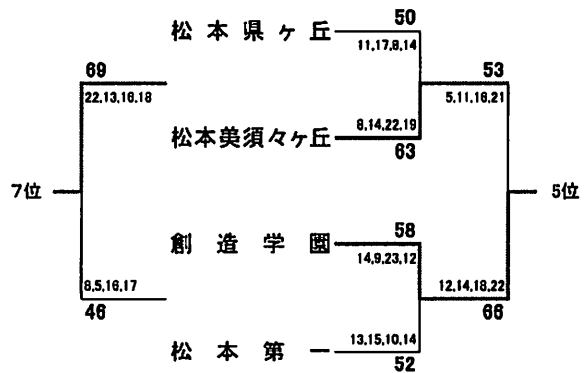 松本県ヶ丘
50
11,17,8,14
69
22,13,16,18
53
5,11,16,21
松本美須々ヶ丘
8,14,22,19
63
7位
5位
創造学園
58
14,9,23,12
8,5,16,17
46
12,14,18,22
66
松本第一
13,15,10,14
52